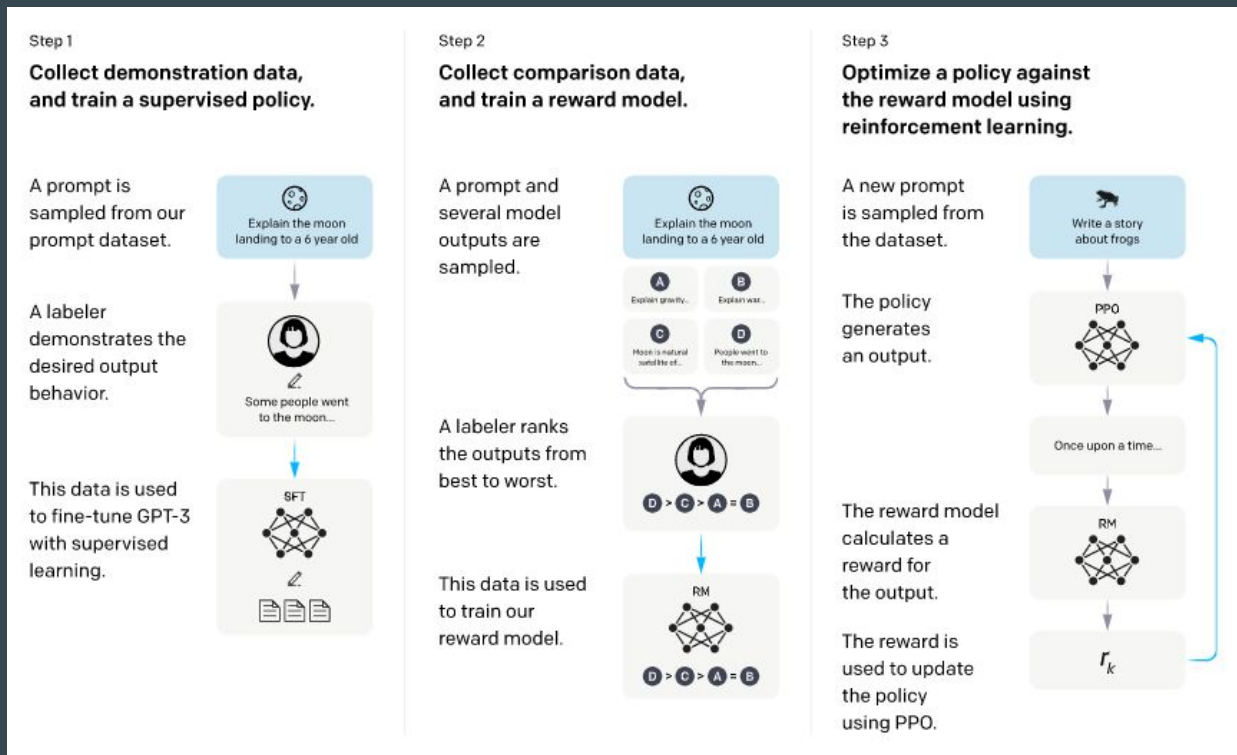 Step 1
Collect demonstration data,
and train a supervised policy.
A prompt is
sampled from our
prompt dataset.
Explain the moon
landing to a 6 year old
A labeler
demonstrates the
desired output
behavior.
Some people went
to the moon...
This data is used
to fine-tune GPT-3
with supervised
learning.
SFT
Step 2
Collect comparison data,
and train a reward model.
A prompt and
several model
outputs are
sampled.
Explain the moon
landing to a 6 year old
A
Explain gravity...
B
Explain war...
C
Moon is natural
satellite of...
D
People went to
the moon...
A labeler ranks
the outputs from
best to worst.
D > C > A = B
This data is used
to train our
reward model.
RM
D > C > A = B
Step 3
Optimize a policy against
the reward model using
reinforcement learning.
A new prompt
is sampled from
the dataset.
Write a story
about frogs
The policy
generates
an output.
PPO
Once upon a time...
The reward model
calculates a
reward for
the output.
RM
The reward is
used to update
the policy
using PPO.
rk